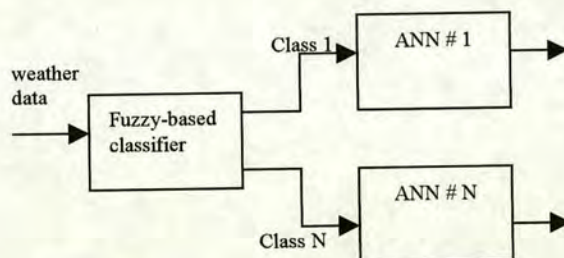 weather
data
Fuzzy-based
classifier
Class 1
ANN # 1
Class N
ANN # N